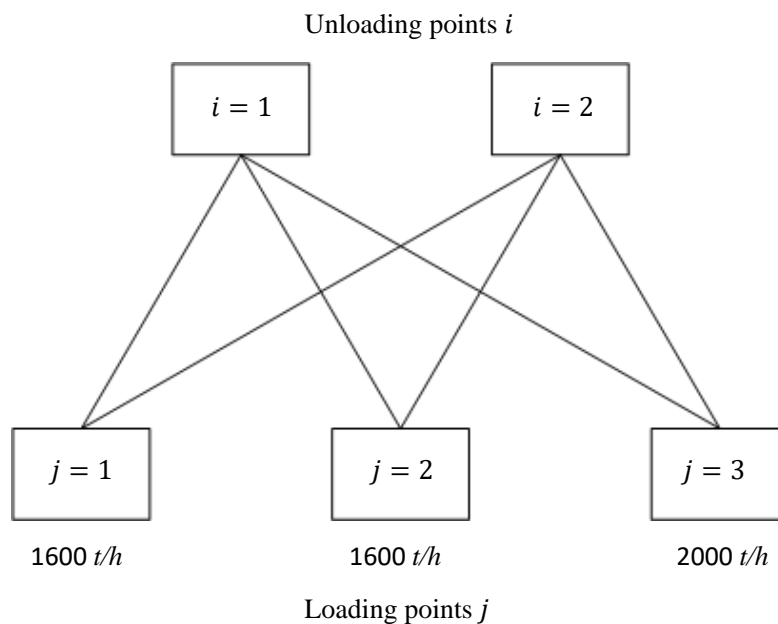 Unloading points i
i = 1
i = 2
j = 1
j = 2
j = 3
1600 t/h
1600 t/h
2000 t/h
Loading points j